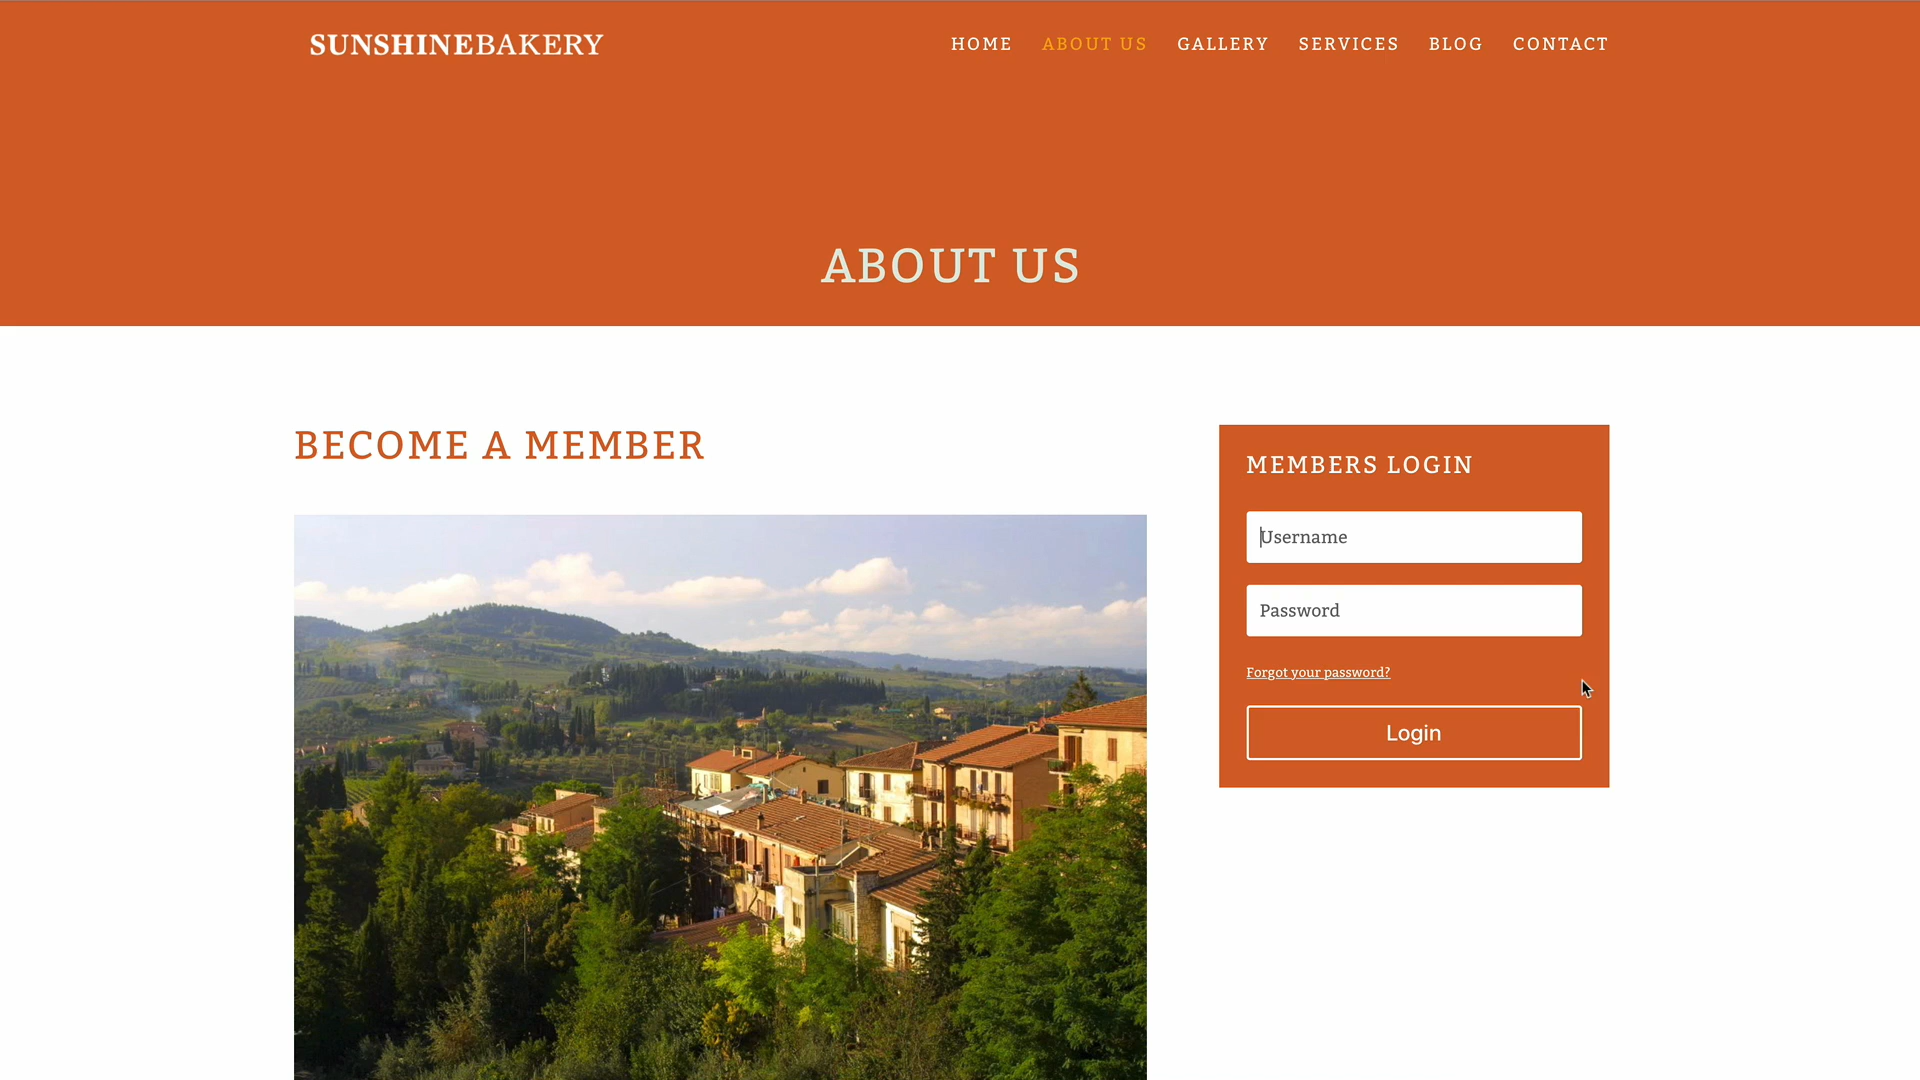 SUNSHINEBAKERY
HOME ABOUT US GALLERY SERVICES BLOG CONTACT
ABOUT US
BECOME A MEMBER
MEMBERS LOGIN
Username
Password
Forgot your password?
Login